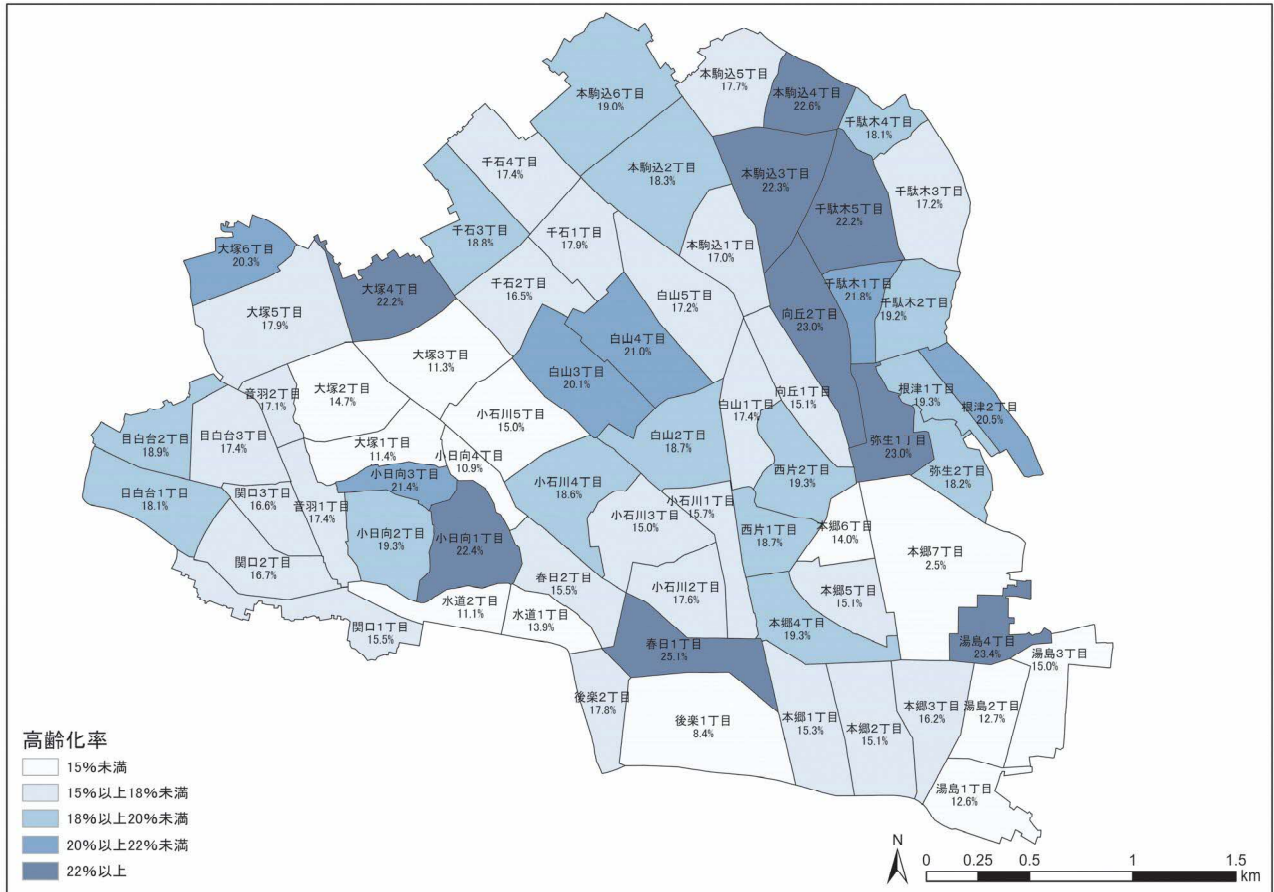 本駒込5丁目
17.7%
本駒込4丁目
22.6%
本駒込6丁目
19.0%
千駄木4丁目
18.1%
千石4丁目
17.4%
本駒込2丁目
18.3%
本駒込3丁目
22.3%
千駄木3丁目
17.2%
千駄木5丁目
22.2%
千石3丁目
18.8%
千石1丁目
17.9%
本駒込1丁目
17.0%
大塚6丁目
20.3%
大塚4丁目
22.2%
千石2丁目
16.5%
白山5丁目
17.2%
千駄木1丁目
21.8%
千駄木2丁目
19.2%
大塚5丁目
17.9%
向丘2丁目
23.0%
白山4丁目
21.0%
大塚3丁目
11.3%
白山3丁目
20.1%
大塚2丁目
14.7%
音羽2丁目
17.1%
向丘1丁目
15.1%
根津1丁目
19.3%
根津2丁目
20.5%
白山1丁目
17.4%
小石川5丁目
15.0%
目白台2丁目
18.9%
目白台3丁目
17.4%
大塚1丁目
11.4%
白山2丁目
18.7%
弥生1丁目
23.0%
小日向4丁目
10.9%
西片2丁目
19.3%
弥生2丁目
18.2%
小日向3丁目
21.4%
小石川4丁目
18.6%
目白台1丁目
18.1%
関口3丁目
16.6%
音羽1丁目
17.4%
小石川1丁目
15.7%
小石川3丁目
15.0%
小日向2丁目
19.3%
小日向1丁目
22.4%
西片1丁目
18.7%
本郷6丁目
14.0%
本郷7丁目
2.5%
関口2丁目
16.7%
春日2丁目
15.5%
小石川2丁目
17.6%
本郷5丁目
15.1%
水道2丁目
11.1%
水道1丁目
13.9%
関口1丁目
15.5%
本郷4丁目
19.3%
春日1丁目
25.1%
湯島4丁目
23.4%
湯島3丁目
15.0%
後楽2丁目
17.8%
後楽1丁目
8.4%
本郷1丁目
15.3%
本郷2丁目
15.1%
本郷3丁目
16.2%
湯島2丁目
12.7%
湯島1丁目
12.6%
高齢化率
15%未満
15%以上18%未満
18%以上20%未満
20%以上22%未満
22%以上
N
0 0.25 0.5 1 1.5
km